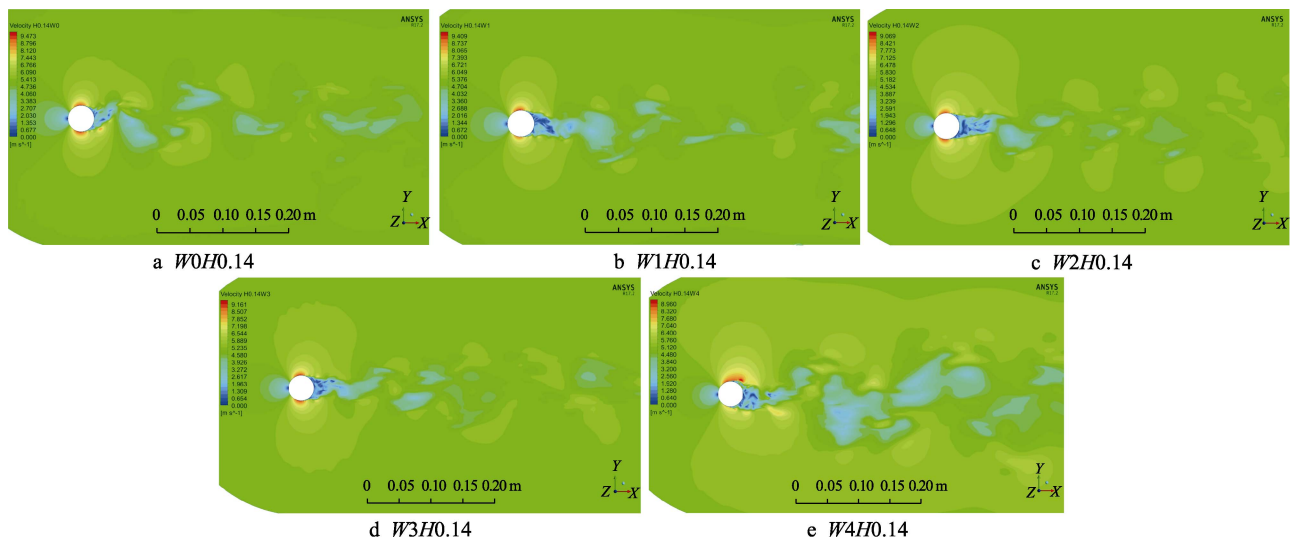 Velocity H0.14W0
ANSYS
R17.2
9.473
8.796
8.120
7.443
6.766
6.090
5.413
4.736
4.060
3.383
2.707
2.030
1.353
0.677
0.000
[m s^-1]
0 0.05 0.10 0.15 0.20 m
Y
Z X
a W0H0.14
Velocity H0.14W1
ANSYS
R17.2
9.409
8.737
8.065
7.393
6.721
6.049
5.376
4.704
4.032
3.360
2.688
2.016
1.344
0.672
0.000
[m s^-1]
0 0.05 0.10 0.15 0.20 m
Y
Z X
b W1H0.14
Velocity H0.14W2
ANSYS
R17.2
9.069
8.421
7.773
7.125
6.478
5.830
5.182
4.534
3.887
3.239
2.591
1.943
1.296
0.648
0.000
[m s^-1]
0 0.05 0.10 0.15 0.20 m
Y
Z X
c W2H0.14
Velocity H0.14W3
ANSYS
R17.2
9.161
8.507
7.852
7.198
6.544
5.889
5.235
4.580
3.926
3.272
2.617
1.963
1.309
0.654
0.000
[m s^-1]
0 0.05 0.10 0.15 0.20 m
Y
Z X
d W3H0.14
Velocity H0.14W4
ANSYS
R17.2
8.960
8.320
7.680
7.040
6.400
5.760
5.120
4.480
3.840
3.200
2.560
1.920
1.280
0.640
0.000
[m s^-1]
0 0.05 0.10 0.15 0.20 m
Y
Z X
e W4H0.14